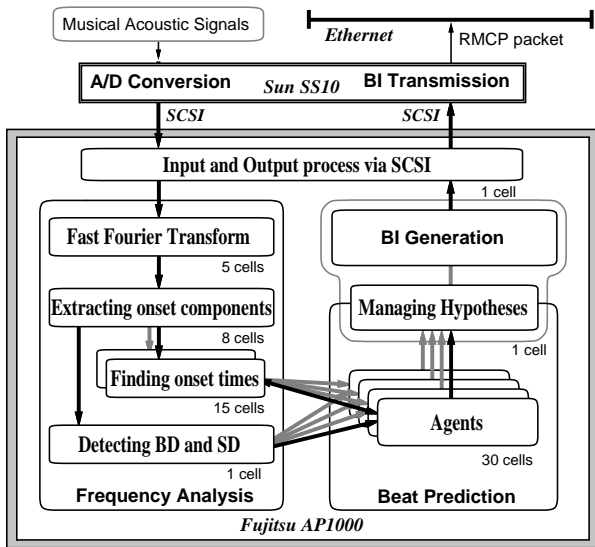 Musical Acoustic Signals
Ethernet
RMCP packet
A/D Conversion
Sun SS10
BI Transmission
SCSI
SCSI
Input and Output process via SCSI
1 cell
Fast Fourier Transform
5 cells
BI Generation
Extracting onset components
8 cells
Managing Hypotheses
1 cell
Finding onset times
15 cells
Detecting BD and SD
1 cell
Agents
30 cells
Frequency Analysis
Beat Prediction
Fujitsu AP1000